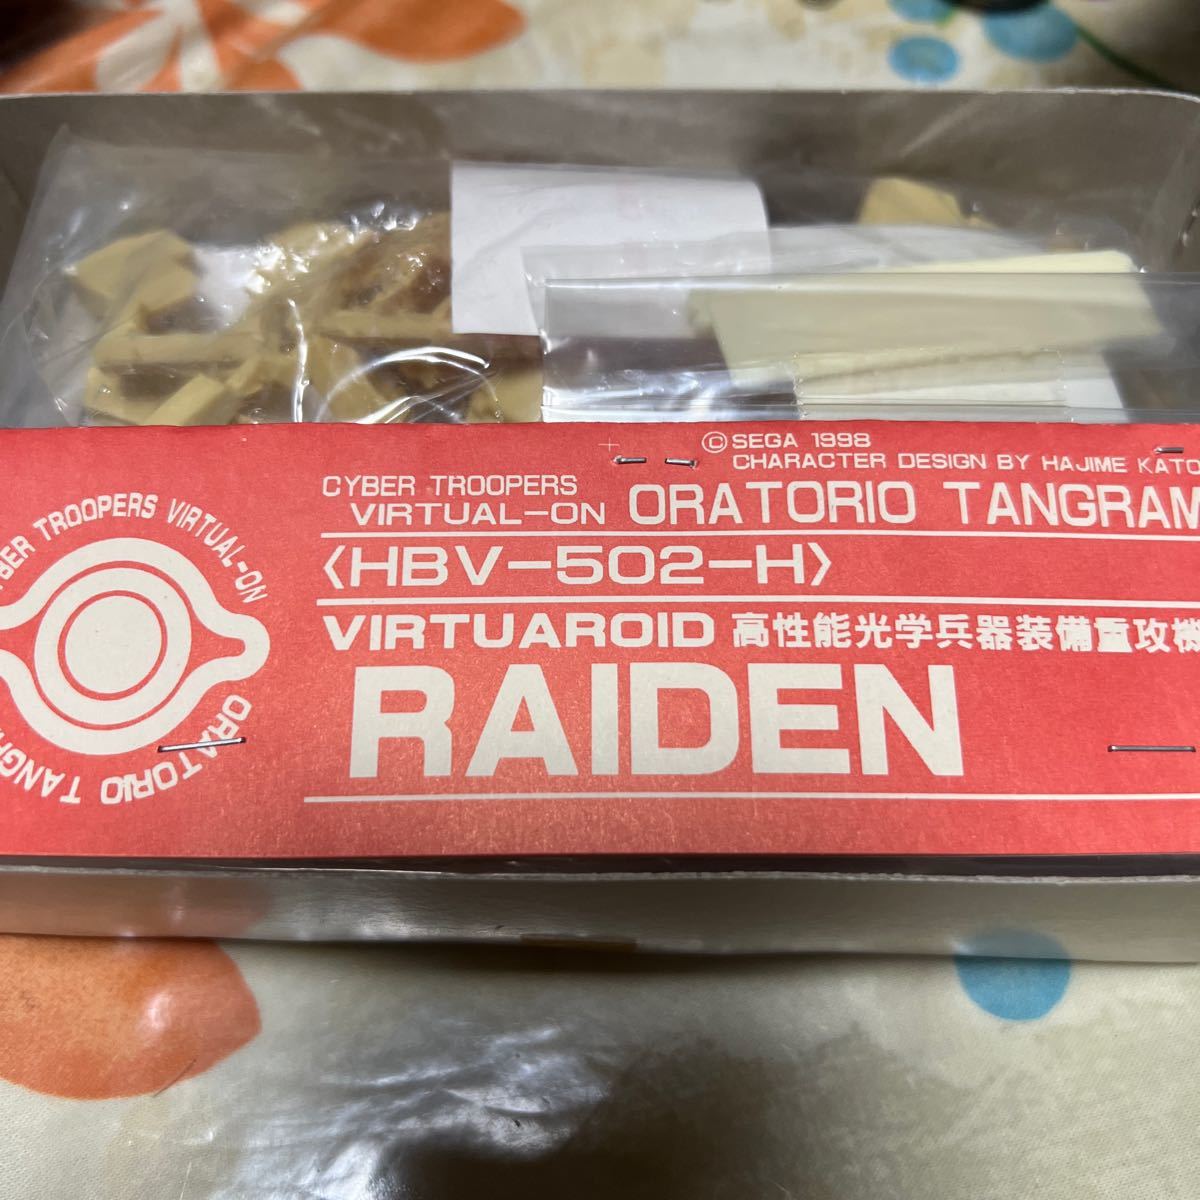 © SEGA 1998
CHARACTER DESIGN BY HAJIME KATO
CYBER TROOPERS
VIRTUAL-ON ORATORIO TANGRAM
〈HBV-502-H〉
VIRTUAROID 高性能光学兵器装備重攻機
RAIDEN
YBER TROOPERS VIRTUAL-ON
ORATORIO TANGR